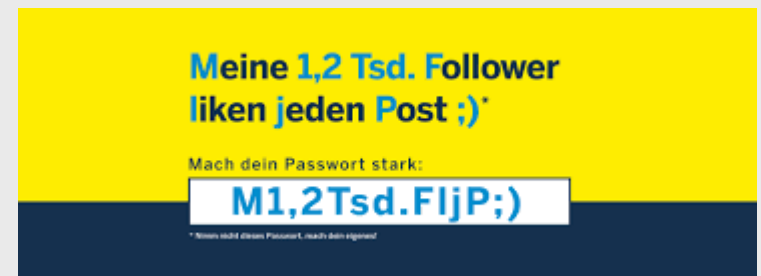 Meine 1,2 Tsd. Follower
liken jeden Post ;)*
Mach dein Passwort stark:
M1,2Tsd.FljP;)
* Nimm nicht dieses Passwort, mach dein eigenes!